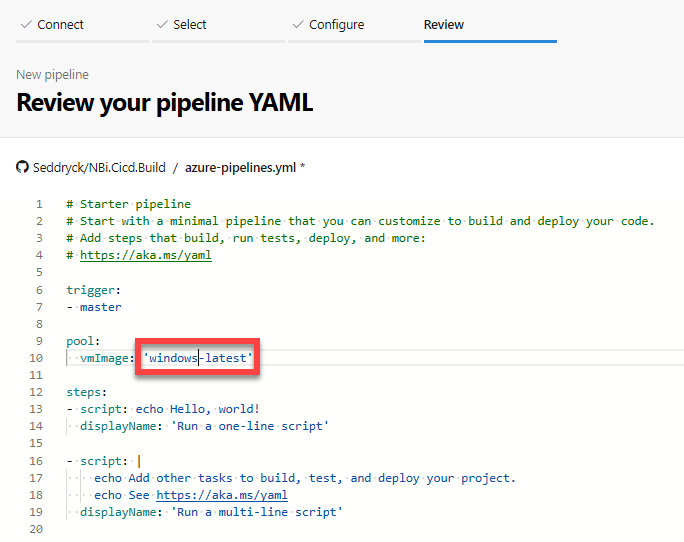 Connect Select Configure Review
New pipeline
Review your pipeline YAML
Seddryck/NBi.Cicd.Build / azure-pipelines.yml *
1 # Starter pipeline
2 # Start with a minimal pipeline that you can customize to build and deploy your code.
3 # Add steps that build, run tests, deploy, and more:
4 # https://aka.ms/yaml
5
6 trigger:
7 - master
8
9 pool:
10   vmImage: 'windows-latest'
11
12 steps:
13 - script: echo Hello, world!
14   displayName: 'Run a one-line script'
15
16 - script: |
17     echo Add other tasks to build, test, and deploy your project.
18     echo See https://aka.ms/yaml
19   displayName: 'Run a multi-line script'
20